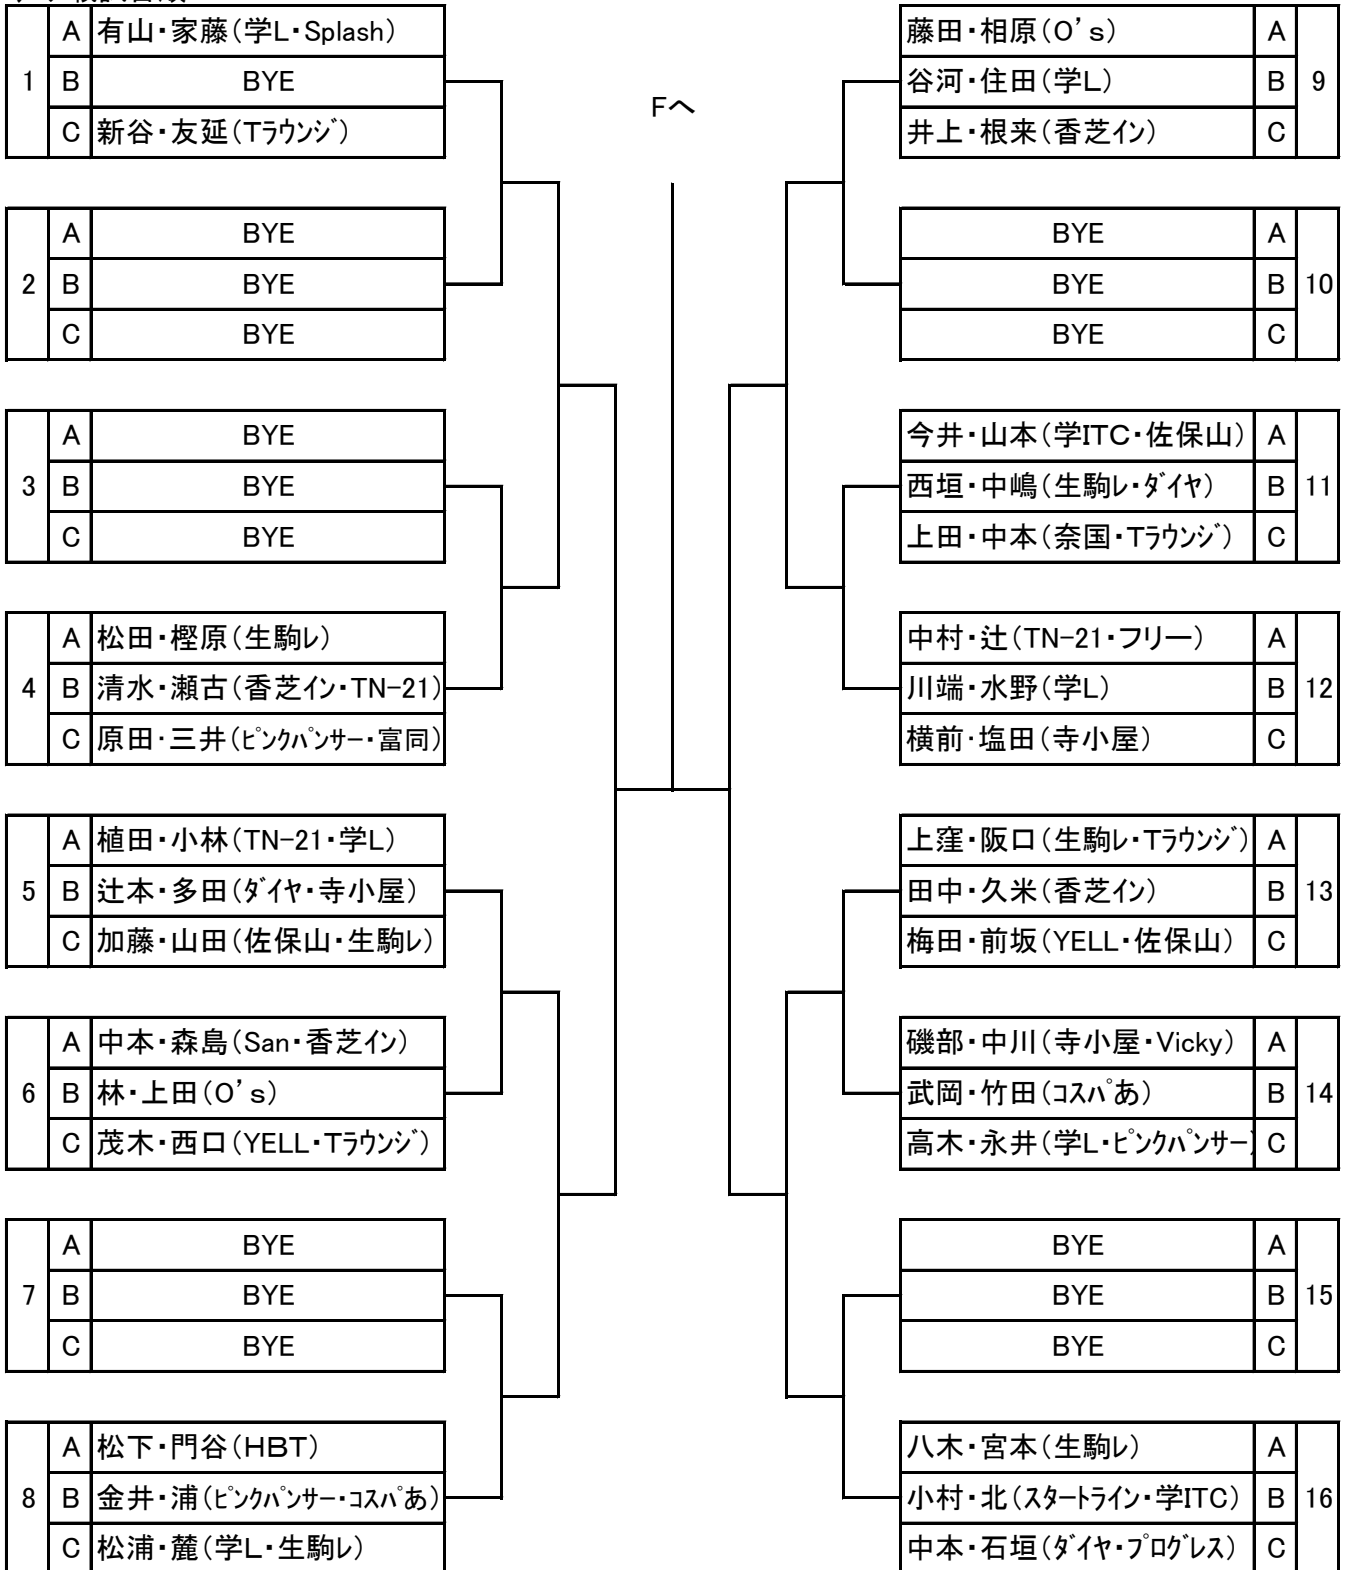 A 有山・家藤(学L・Splash)
1 B BYE
C 新谷・友延(Tラウンジ)
A BYE
2 B BYE
C BYE
A BYE
3 B BYE
C BYE
A 松田・樫原(生駒レ)
4 B 清水・瀬古(香芝イン・TN-21)
C 原田・三井(ピンクパンサー・富同)
A 植田・小林(TN-21・学L)
5 B 辻本・多田(ダイヤ・寺小屋)
C 加藤・山田(佐保山・生駒レ)
A 中本・森島(San・香芝イン)
6 B 林・上田(O's)
C 茂木・西口(YELL・Tラウンジ)
A BYE
7 B BYE
C BYE
A 松下・門谷(HBT)
8 B 金井・浦(ピンクパンサー・コスパあ)
C 松浦・麓(学L・生駒レ)
Fへ
藤田・相原(O's) A
谷河・住田(学L) B 9
井上・根来(香芝イン) C
BYE A
BYE B 10
BYE C
今井・山本(学ITC・佐保山) A
西垣・中嶋(生駒レ・ダイヤ) B 11
上田・中本(奈国・Tラウンジ) C
中村・辻(TN-21・フリー) A
川端・水野(学L) B 12
横前・塩田(寺小屋) C
上窪・阪口(生駒レ・Tラウンジ) A
田中・久米(香芝イン) B 13
梅田・前坂(YELL・佐保山) C
磯部・中川(寺小屋・Vicky) A
武岡・竹田(コスパあ) B 14
高木・永井(学L・ピンクパンサー) C
BYE A
BYE B 15
BYE C
八木・宮本(生駒レ) A
小村・北(スタートライン・学ITC) B 16
中本・石垣(ダイヤ・プログレス) C